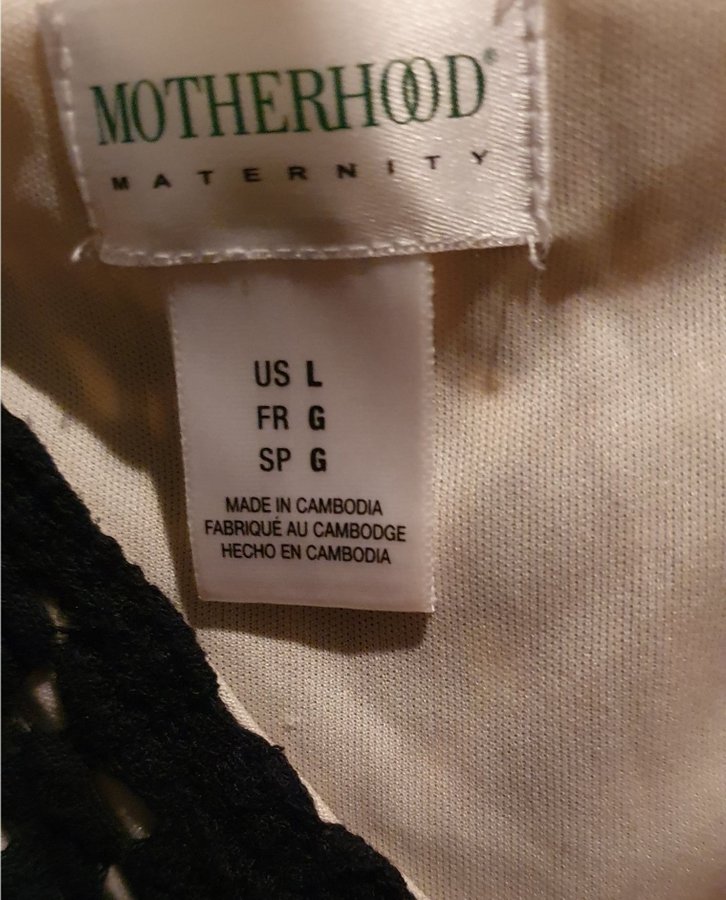 MOTHERHOOD®
MATERNITY
US L
FR G
SP G
MADE IN CAMBODIA
FABRIQUÉ AU CAMBODGE
HECHO EN CAMBODIA